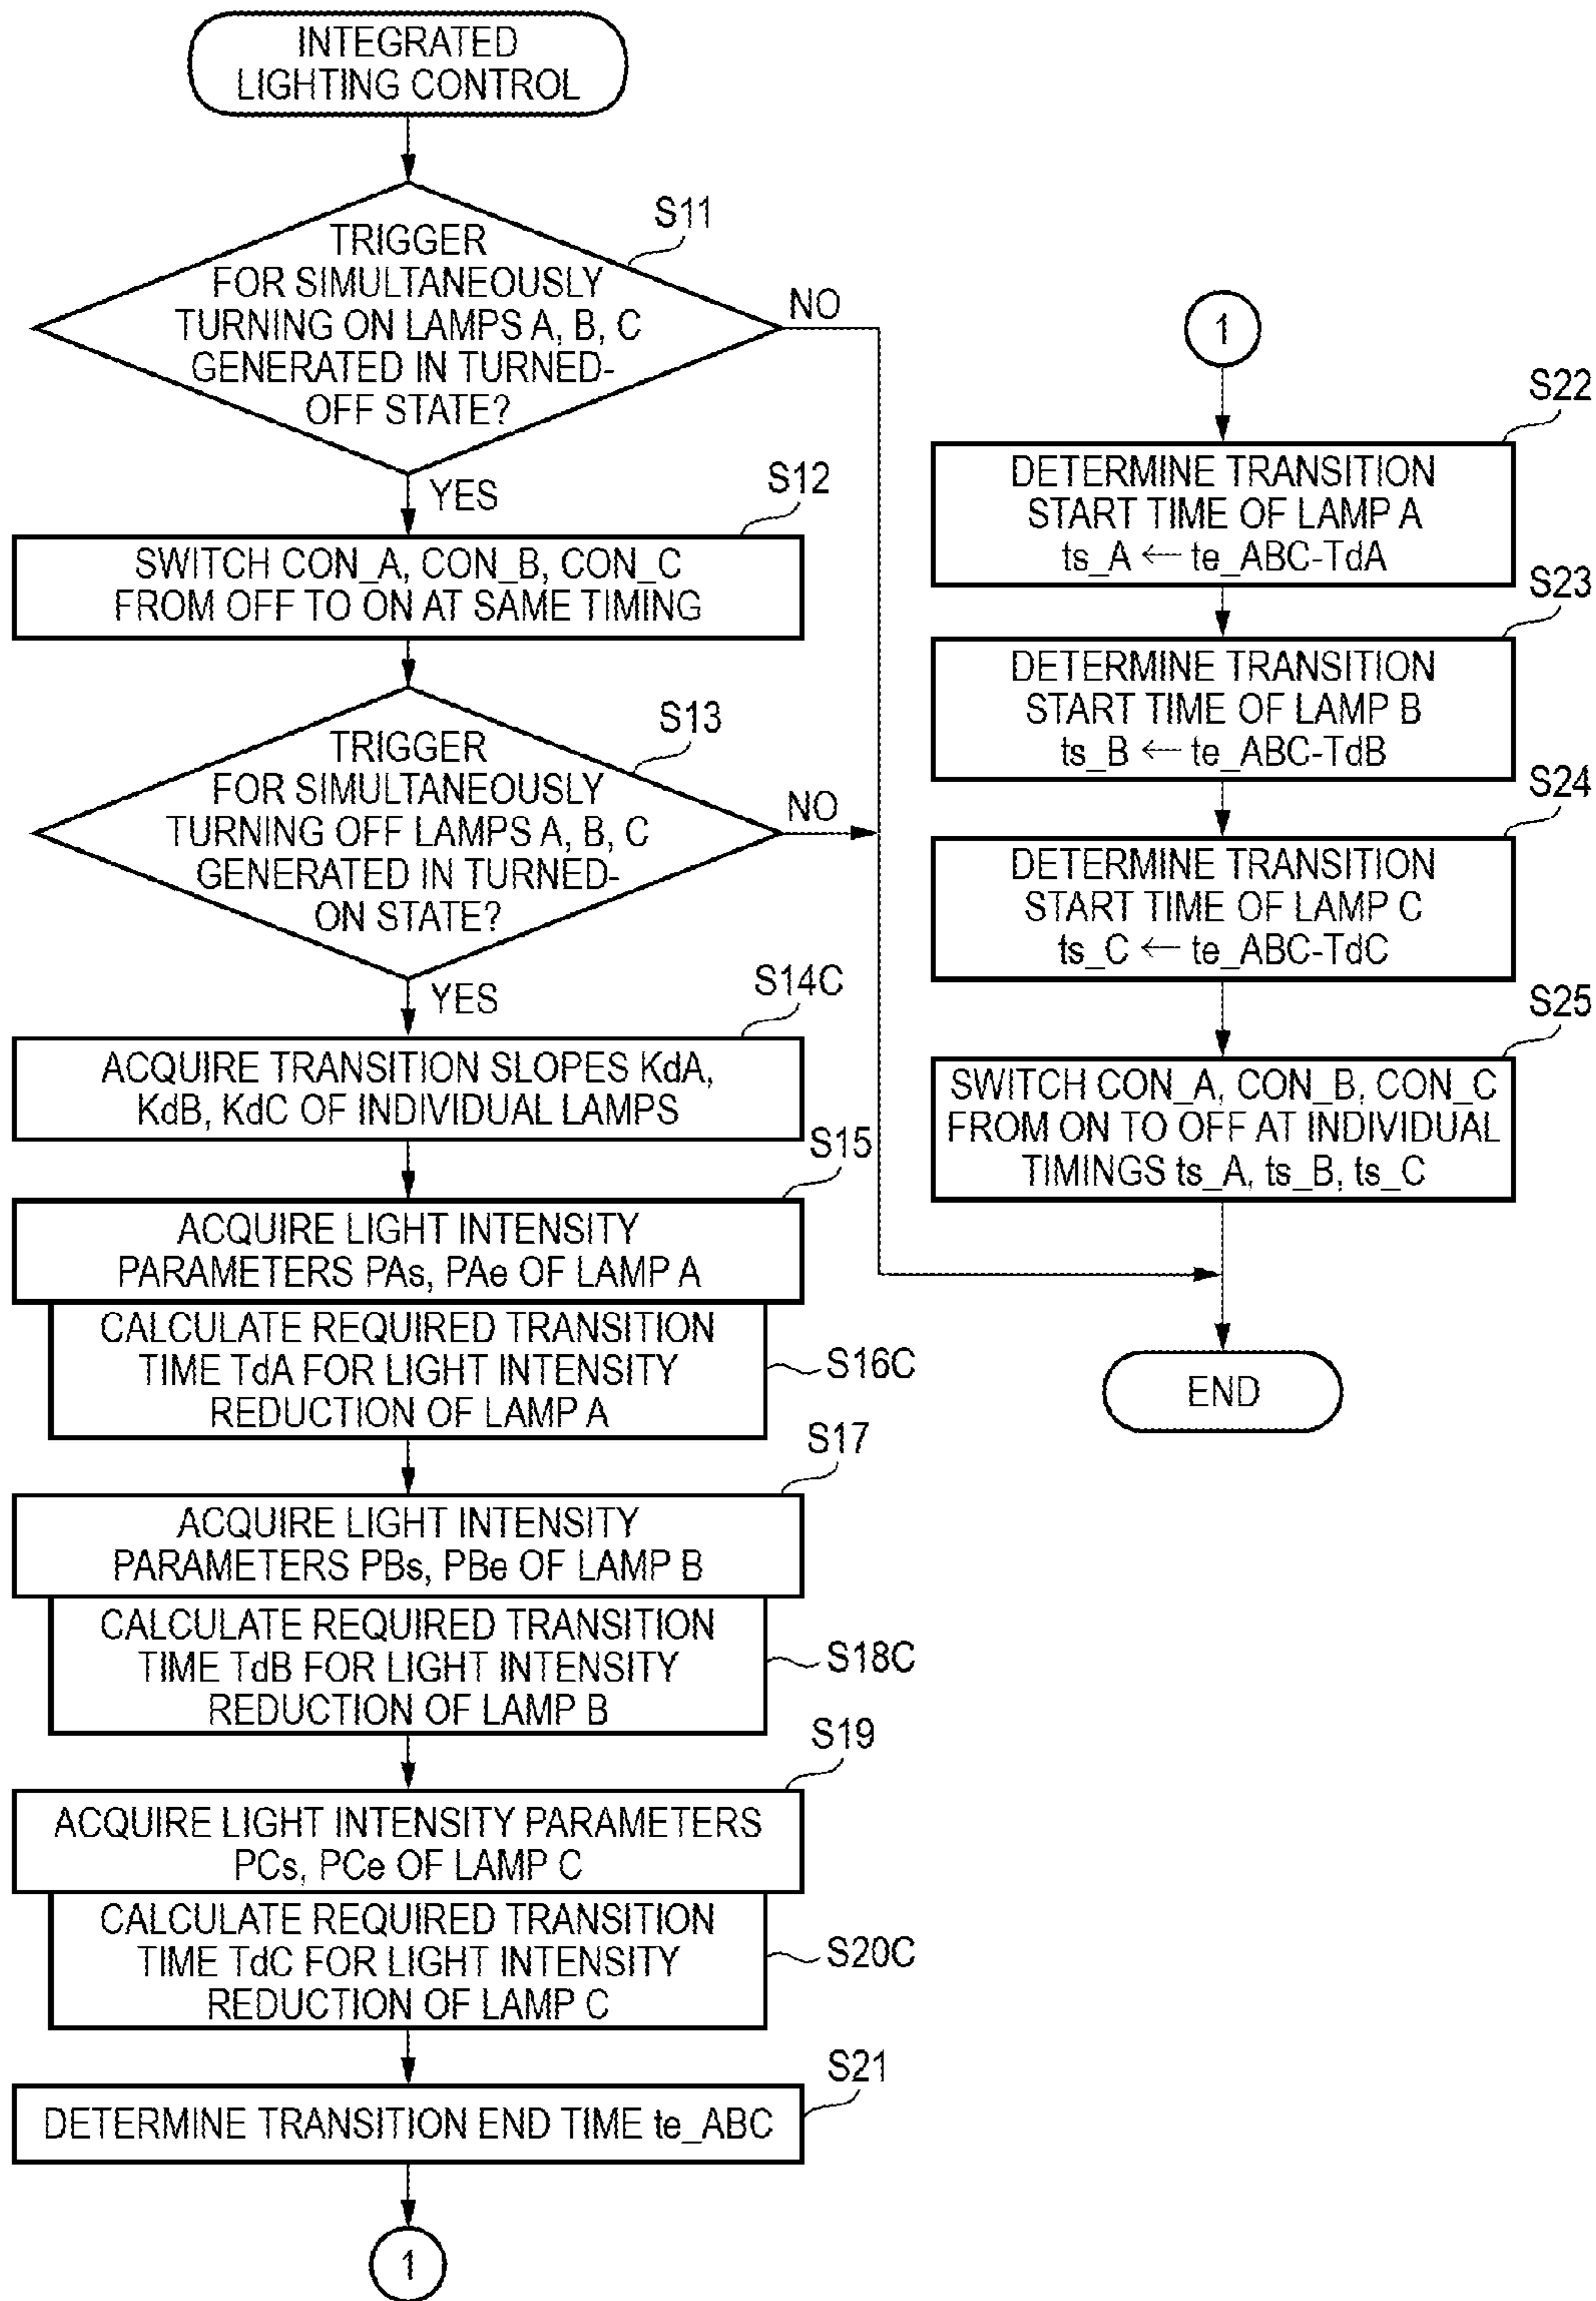 INTEGRATED
LIGHTING CONTROL
S11
TRIGGER
FOR SIMULTANEOUSLY
TURNING ON LAMPS A, B, C
GENERATED IN TURNED-
OFF STATE?
NO
YES
S12
SWITCH CON_A, CON_B, CON_C
FROM OFF TO ON AT SAME TIMING
S13
TRIGGER
FOR SIMULTANEOUSLY
TURNING OFF LAMPS A, B, C
GENERATED IN TURNED-
ON STATE?
NO
YES
S14C
ACQUIRE TRANSITION SLOPES KdA,
KdB, KdC OF INDIVIDUAL LAMPS
S15
ACQUIRE LIGHT INTENSITY
PARAMETERS PAs, PAe OF LAMP A
CALCULATE REQUIRED TRANSITION
TIME TdA FOR LIGHT INTENSITY
REDUCTION OF LAMP A
S16C
S17
ACQUIRE LIGHT INTENSITY
PARAMETERS PBs, PBe OF LAMP B
CALCULATE REQUIRED TRANSITION
TIME TdB FOR LIGHT INTENSITY
REDUCTION OF LAMP B
S18C
S19
ACQUIRE LIGHT INTENSITY PARAMETERS
PCs, PCe OF LAMP C
CALCULATE REQUIRED TRANSITION
TIME TdC FOR LIGHT INTENSITY
REDUCTION OF LAMP C
S20C
S21
DETERMINE TRANSITION END TIME te_ABC
1
1
S22
DETERMINE TRANSITION
START TIME OF LAMP A
ts_A ← te_ABC-TdA
S23
DETERMINE TRANSITION
START TIME OF LAMP B
ts_B ← te_ABC-TdB
S24
DETERMINE TRANSITION
START TIME OF LAMP C
ts_C ← te_ABC-TdC
S25
SWITCH CON_A, CON_B, CON_C
FROM ON TO OFF AT INDIVIDUAL
TIMINGS ts_A, ts_B, ts_C
END